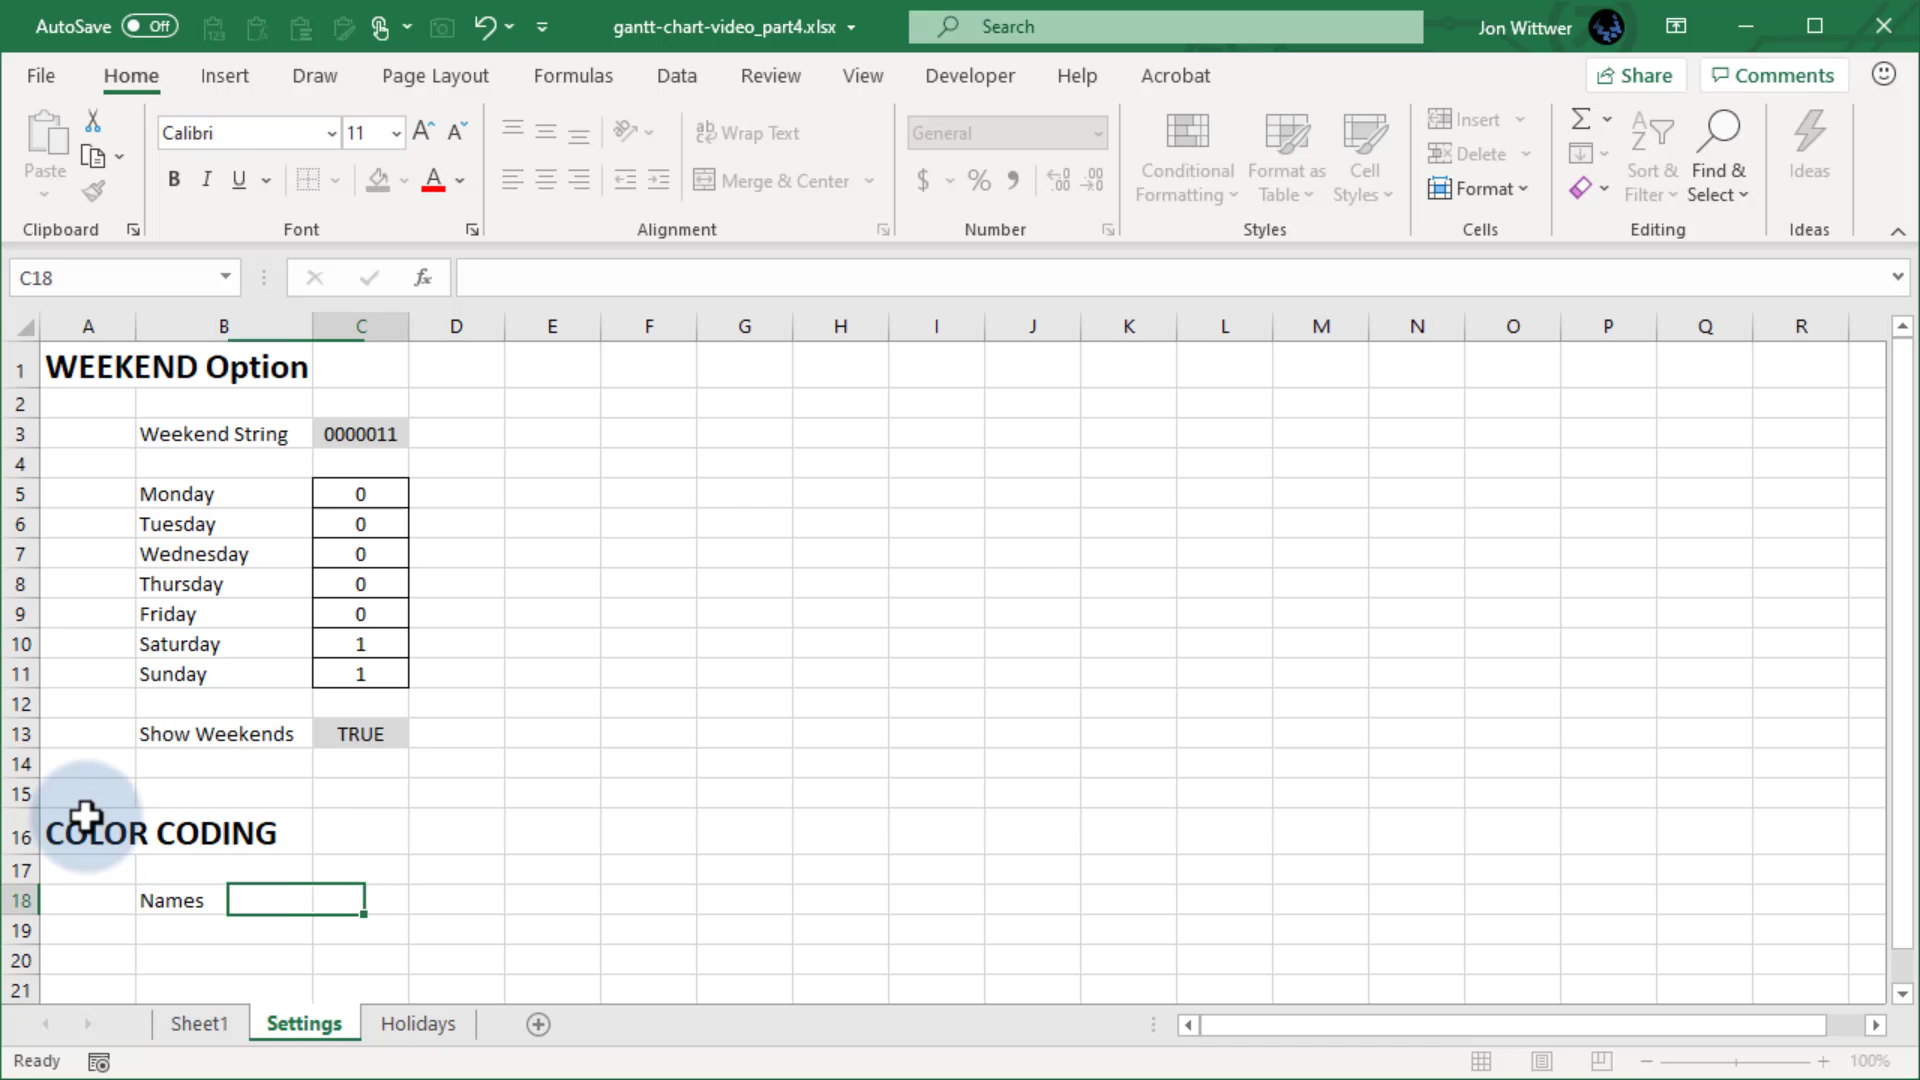 AutoSave Off gantt-chart-video_part4.xlsx Search Jon Wittwer
File Home Insert Draw Page Layout Formulas Data Review View Developer Help Acrobat Share Comments
Paste Calibri 11 Wrap Text General Conditional Formatting Format as Table Cell Styles Insert Sort & Filter Find & Select Ideas
Delete
B I U Merge & Center $ % Format
Clipboard Font Alignment Number Styles Cells Editing Ideas
C18 fx
A B C D E F G H I J K L M N O P Q R
1 WEEKEND Option
2
3 Weekend String 0000011
4
5 Monday 0
6 Tuesday 0
7 Wednesday 0
8 Thursday 0
9 Friday 0
10 Saturday 1
11 Sunday 1
12
13 Show Weekends TRUE
14
15
16 COLOR CODING
17
18 Names
19
20
21
Sheet1 Settings Holidays
Ready 100%